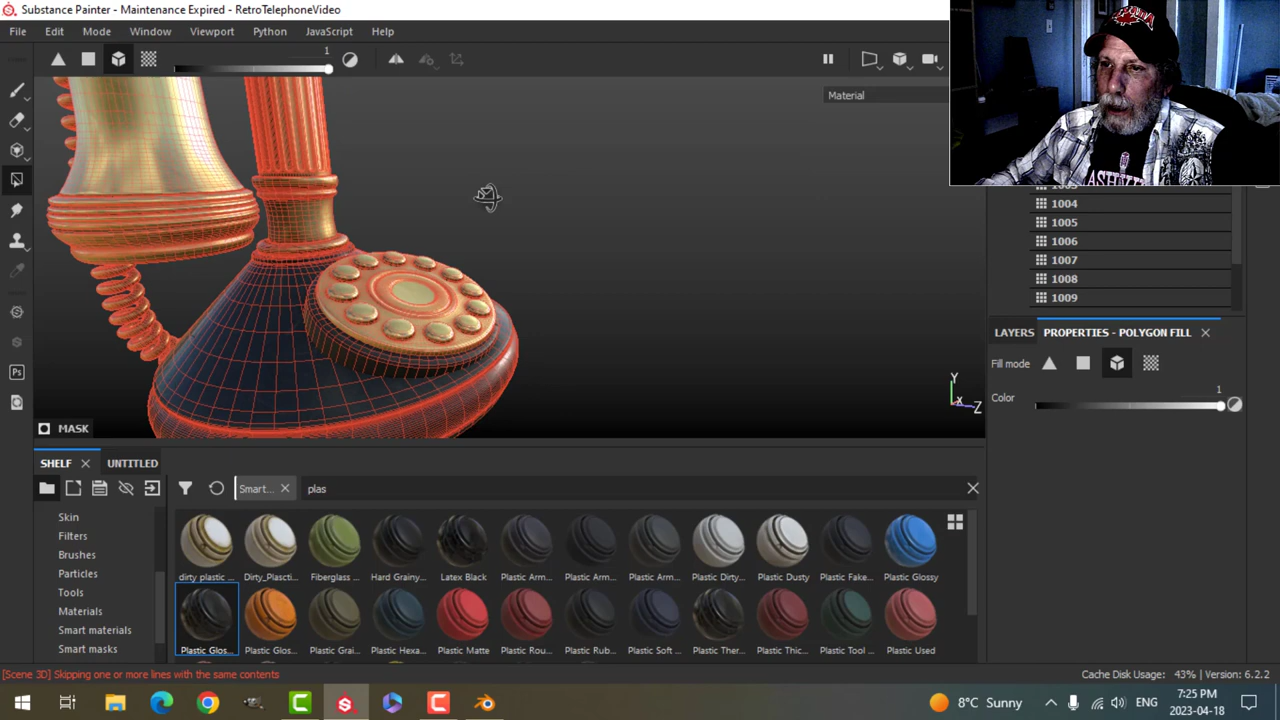 Substance Painter - Maintenance Expired - RetroTelephoneVideo
File Edit Mode Window Viewport Python JavaScript Help
1
Material
1004
1005
1006
1007
1008
1009
LAYERS PROPERTIES - POLYGON FILL
Fill mode
1
Color
Y
X
Z
MASK
SHELF UNTITLED
Smart... plas
Skin
Filters
Brushes
Particles
Tools
Materials
Smart materials
Smart masks
dirty plastic ... Dirty_Plascti... Fiberglass ... Hard Grainy... Latex Black Plastic Arm... Plastic Arm... Plastic Arm... Plastic Dirty... Plastic Dusty Plastic Fake... Plastic Glossy
Plastic Glos... Plastic Glos... Plastic Grai... Plastic Hexa... Plastic Matte Plastic Rou... Plastic Rub... Plastic Soft ... Plastic Ther... Plastic Thic... Plastic Tool ... Plastic Used
[Scene 3D] Skipping one or more lines with the same contents
Cache Disk Usage: 43% | Version: 6.2.2
8°C Sunny
ENG
7:25 PM
2023-04-18